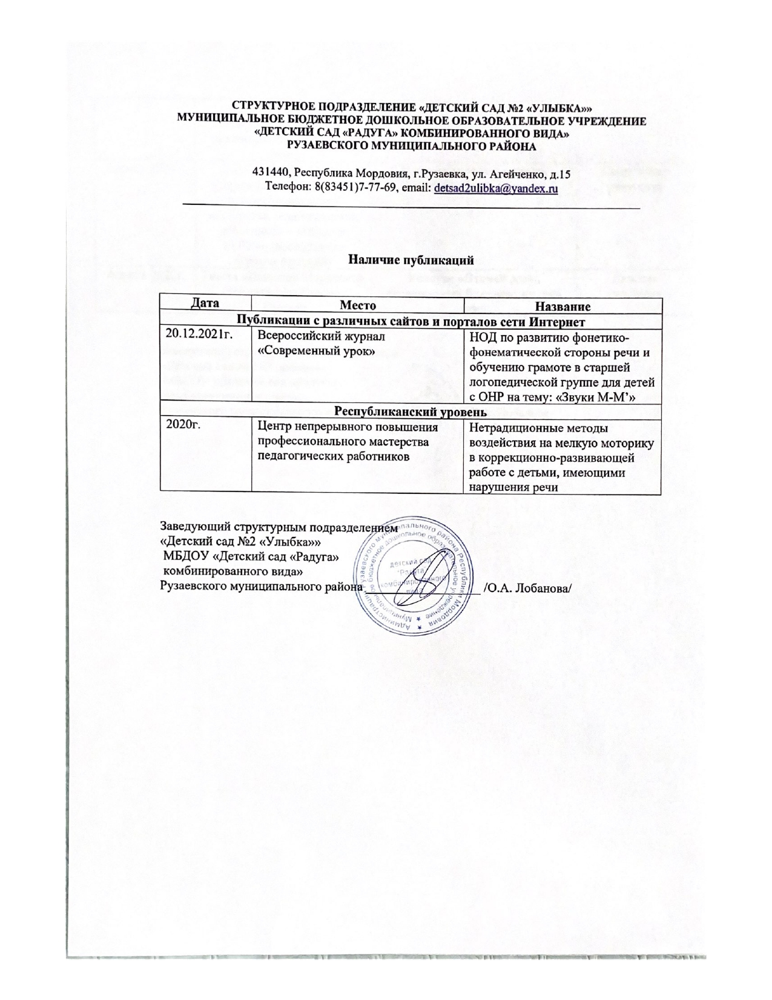 СТРУКТУРНОЕ ПОДРАЗДЕЛЕНИЕ «ДЕТСКИЙ САД №2 «УЛЫБКА»»
МУНИЦИПАЛЬНОЕ БЮДЖЕТНОЕ ДОШКОЛЬНОЕ ОБРАЗОВАТЕЛЬНОЕ УЧРЕЖДЕНИЕ
«ДЕТСКИЙ САД «РАДУГА» КОМБИНИРОВАННОГО ВИДА»
РУЗАЕВСКОГО МУНИЦИПАЛЬНОГО РАЙОНА
431440, Республика Мордовия, г.Рузаевка, ул. Агейченко, д.15
Телефон: 8(83451)7-77-69, email: detsad2ulibka@yandex.ru
Наличие публикаций
Дата Место Название
Публикации с различных сайтов и порталов сети Интернет
20.12.2021г. Всероссийский журнал НОД по развитию фонетико-
«Современный урок» фонематической стороны речи и
обучению грамоте в старшей
логопедической группе для детей
с ОНР на тему: «Звуки М-М’»
Республиканский уровень
2020г. Центр непрерывного повышения Нетрадиционные методы
профессионального мастерства воздействия на мелкую моторику
педагогических работников в коррекционно-развивающей
работе с детьми, имеющими
нарушения речи
Заведующий структурным подразделением
«Детский сад №2 «Улыбка»»
МБДОУ «Детский сад «Радуга»
комбинированного вида»
Рузаевского муниципального района /О.А. Лобанова/
Администрация Рузаевского муниципального района Республики Мордовия
Муниципальное бюджетное дошкольное образовательное учреждение
детский сад
"Радуга"
комбинированного
вида